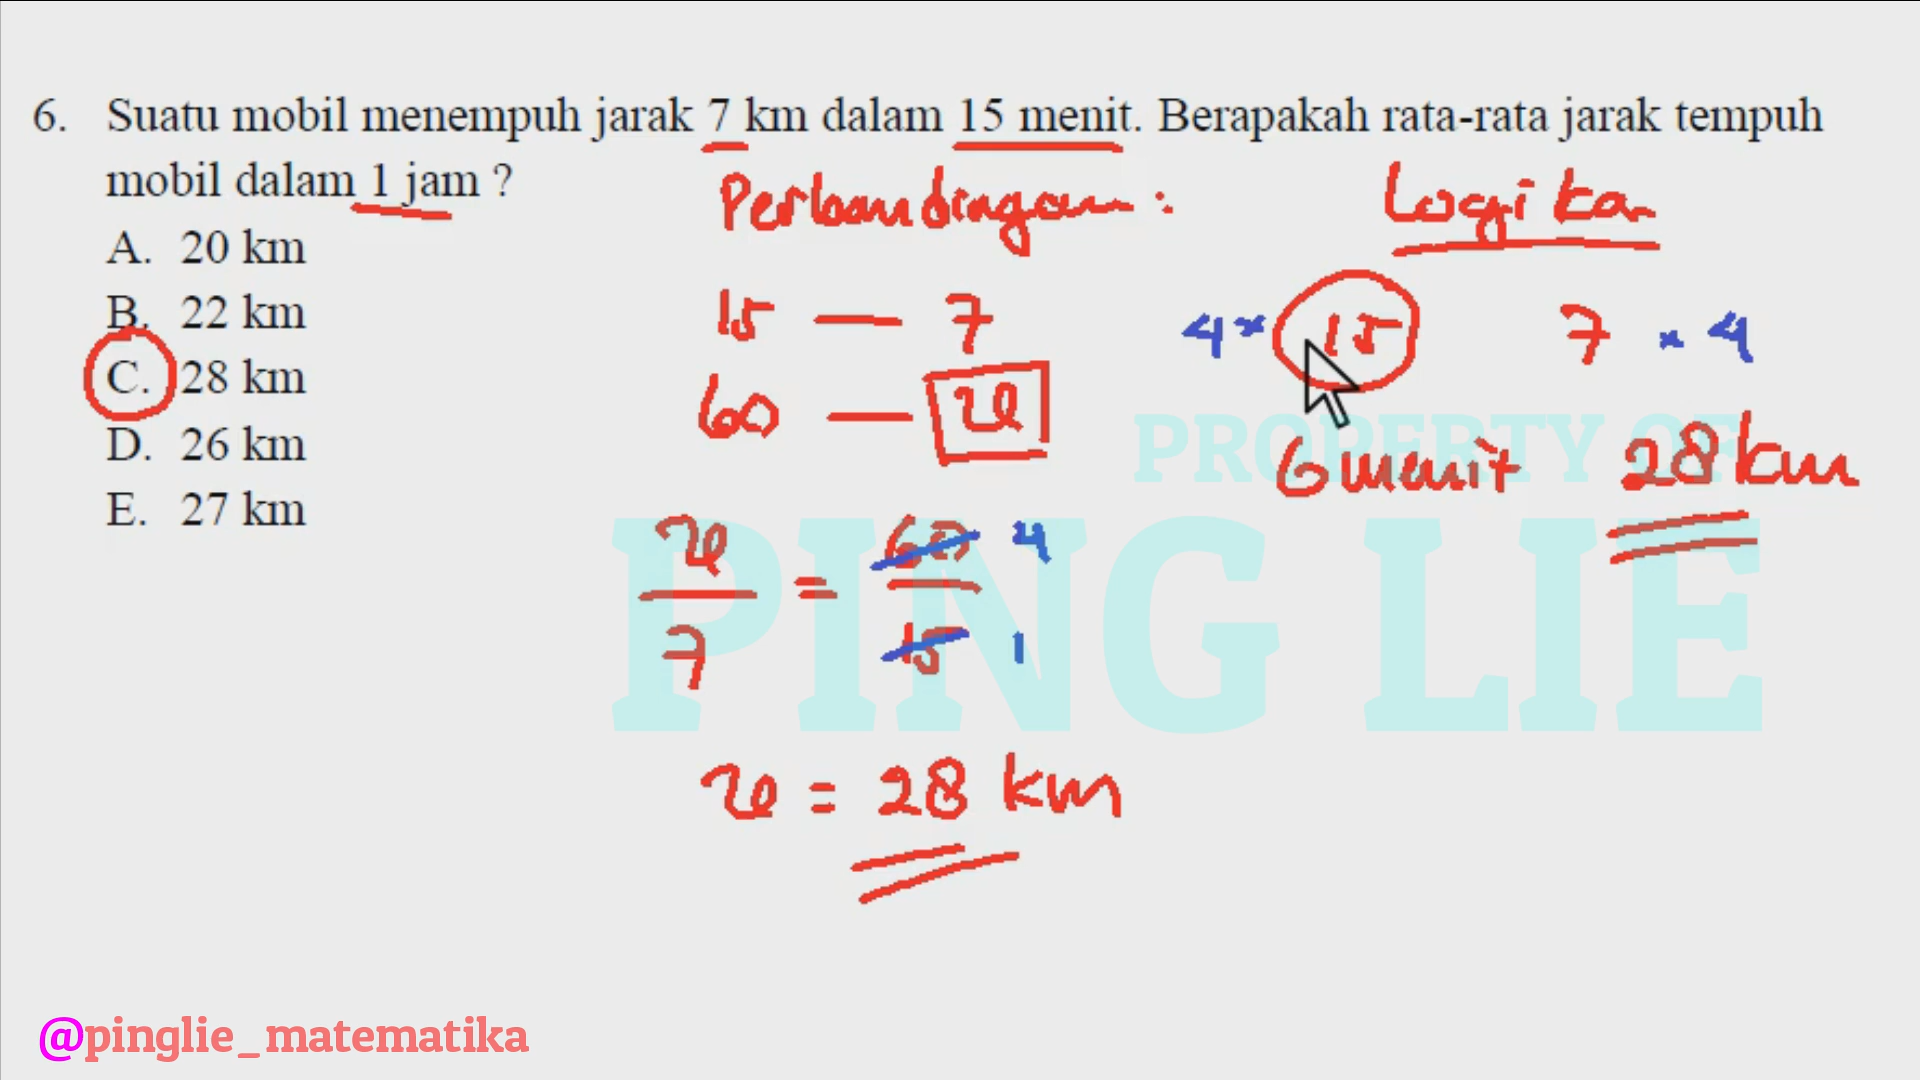 6. Suatu mobil menempuh jarak 7 km dalam 15 menit. Berapakah rata-rata jarak tempuh
mobil dalam 1 jam ?
A. 20 km
B. 22 km
C. 28 km
D. 26 km
E. 27 km
Perbandingan :
15 — 7
60 — x
x/7 = 60/15 4 1
x = 28 km
Logika
4 × 15 7 × 4
6 menit 28 km
PROPERTY OF
PING LIE
@pinglie_matematika